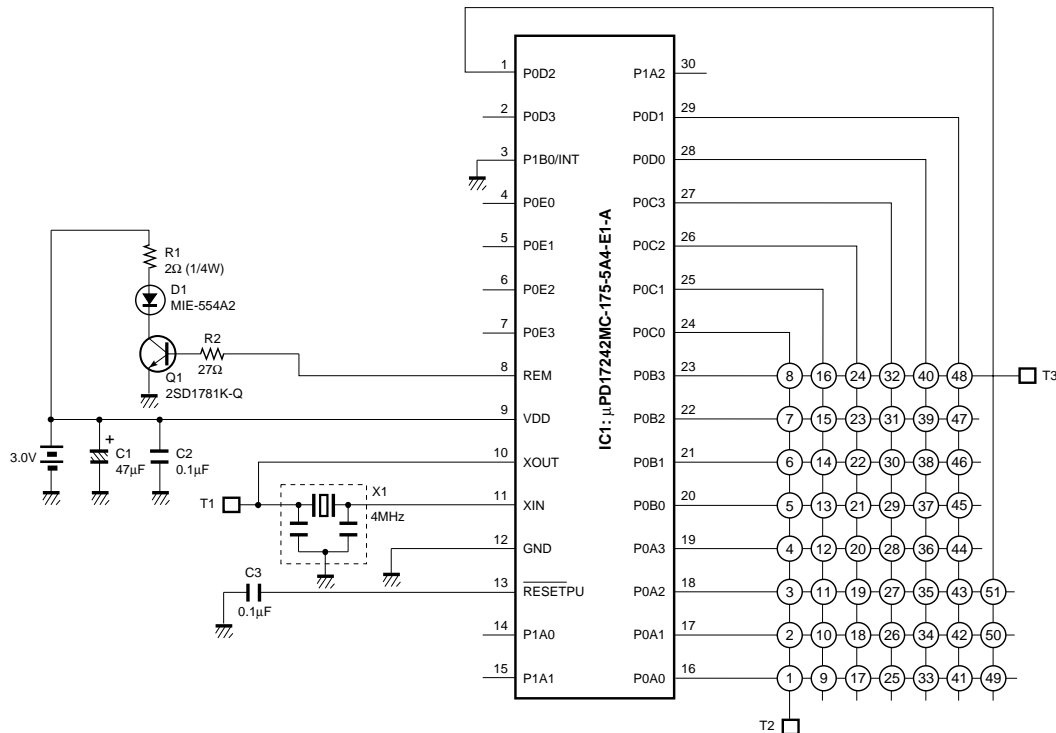 1 P0D2 P1A2 30
2 P0D3 P0D1 29
3 P1B0/INT P0D0 28
4 P0E0 P0C3 27
5 P0E1 P0C2 26
6 P0E2 P0C1 25
7 P0E3 P0C0 24
8 REM P0B3 23
9 VDD P0B2 22
10 XOUT P0B1 21
11 XIN P0B0 20
12 GND P0A3 19
13 RESETPU P0A2 18
14 P1A0 P0A1 17
15 P1A1 P0A0 16
IC1: µPD17242MC-175-5A4-E1-A
R1
2Ω (1/4W)
D1
MIE-554A2
R2
27Ω
Q1
2SD1781K-Q
3.0V
+
C1
47µF
C2
0.1µF
T1
X1
4MHz
C3
0.1µF
8 16 24 32 40 48 T3
7 15 23 31 39 47
6 14 22 30 38 46
5 13 21 29 37 45
4 12 20 28 36 44
3 11 19 27 35 43 51
2 10 18 26 34 42 50
1 9 17 25 33 41 49
T2